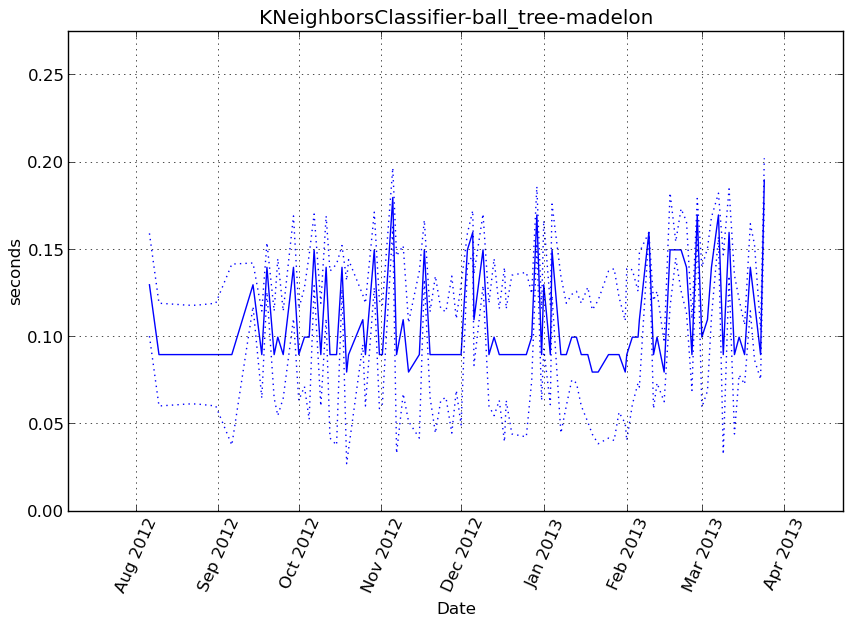 KNeighborsClassifier-ball_tree-madelon
0.25
0.20
0.15
0.10
0.05
0.00
seconds
Aug 2012
Sep 2012
Oct 2012
Nov 2012
Dec 2012
Jan 2013
Feb 2013
Mar 2013
Apr 2013
Date